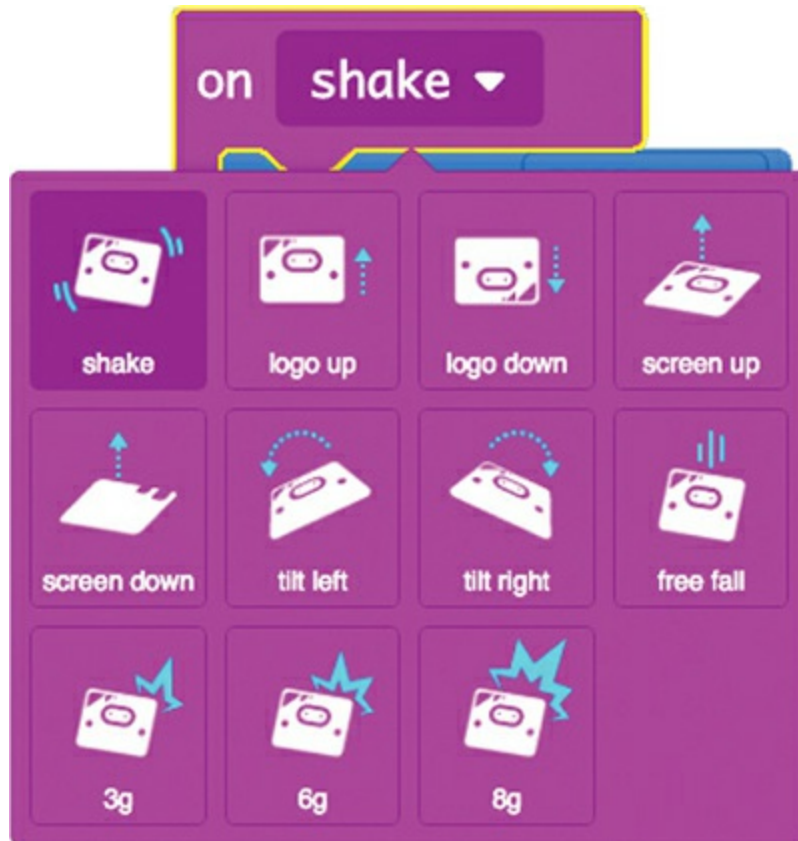 on shake
shake logo up logo down screen up
screen down tilt left tilt right free fall
3g 6g 8g